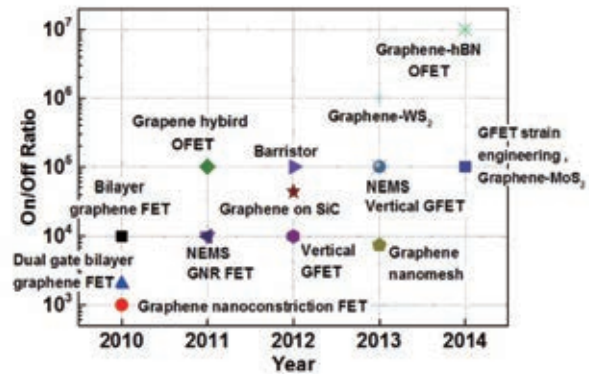 10⁷
10⁶
10⁵
10⁴
10³
On/Off Ratio
Graphene-hBN
OFET
Graphene-WS₂
Grapene hybird
OFET
Barristor
GFET strain
engineering ,
Graphene-MoS₂
Bilayer
graphene FET
Graphene on SiC
NEMS
Vertical GFET
Dual gate bilayer
graphene FET
NEMS
GNR FET
Vertical
GFET
Graphene
nanomesh
Graphene nanoconstriction FET
2010 2011 2012 2013 2014
Year